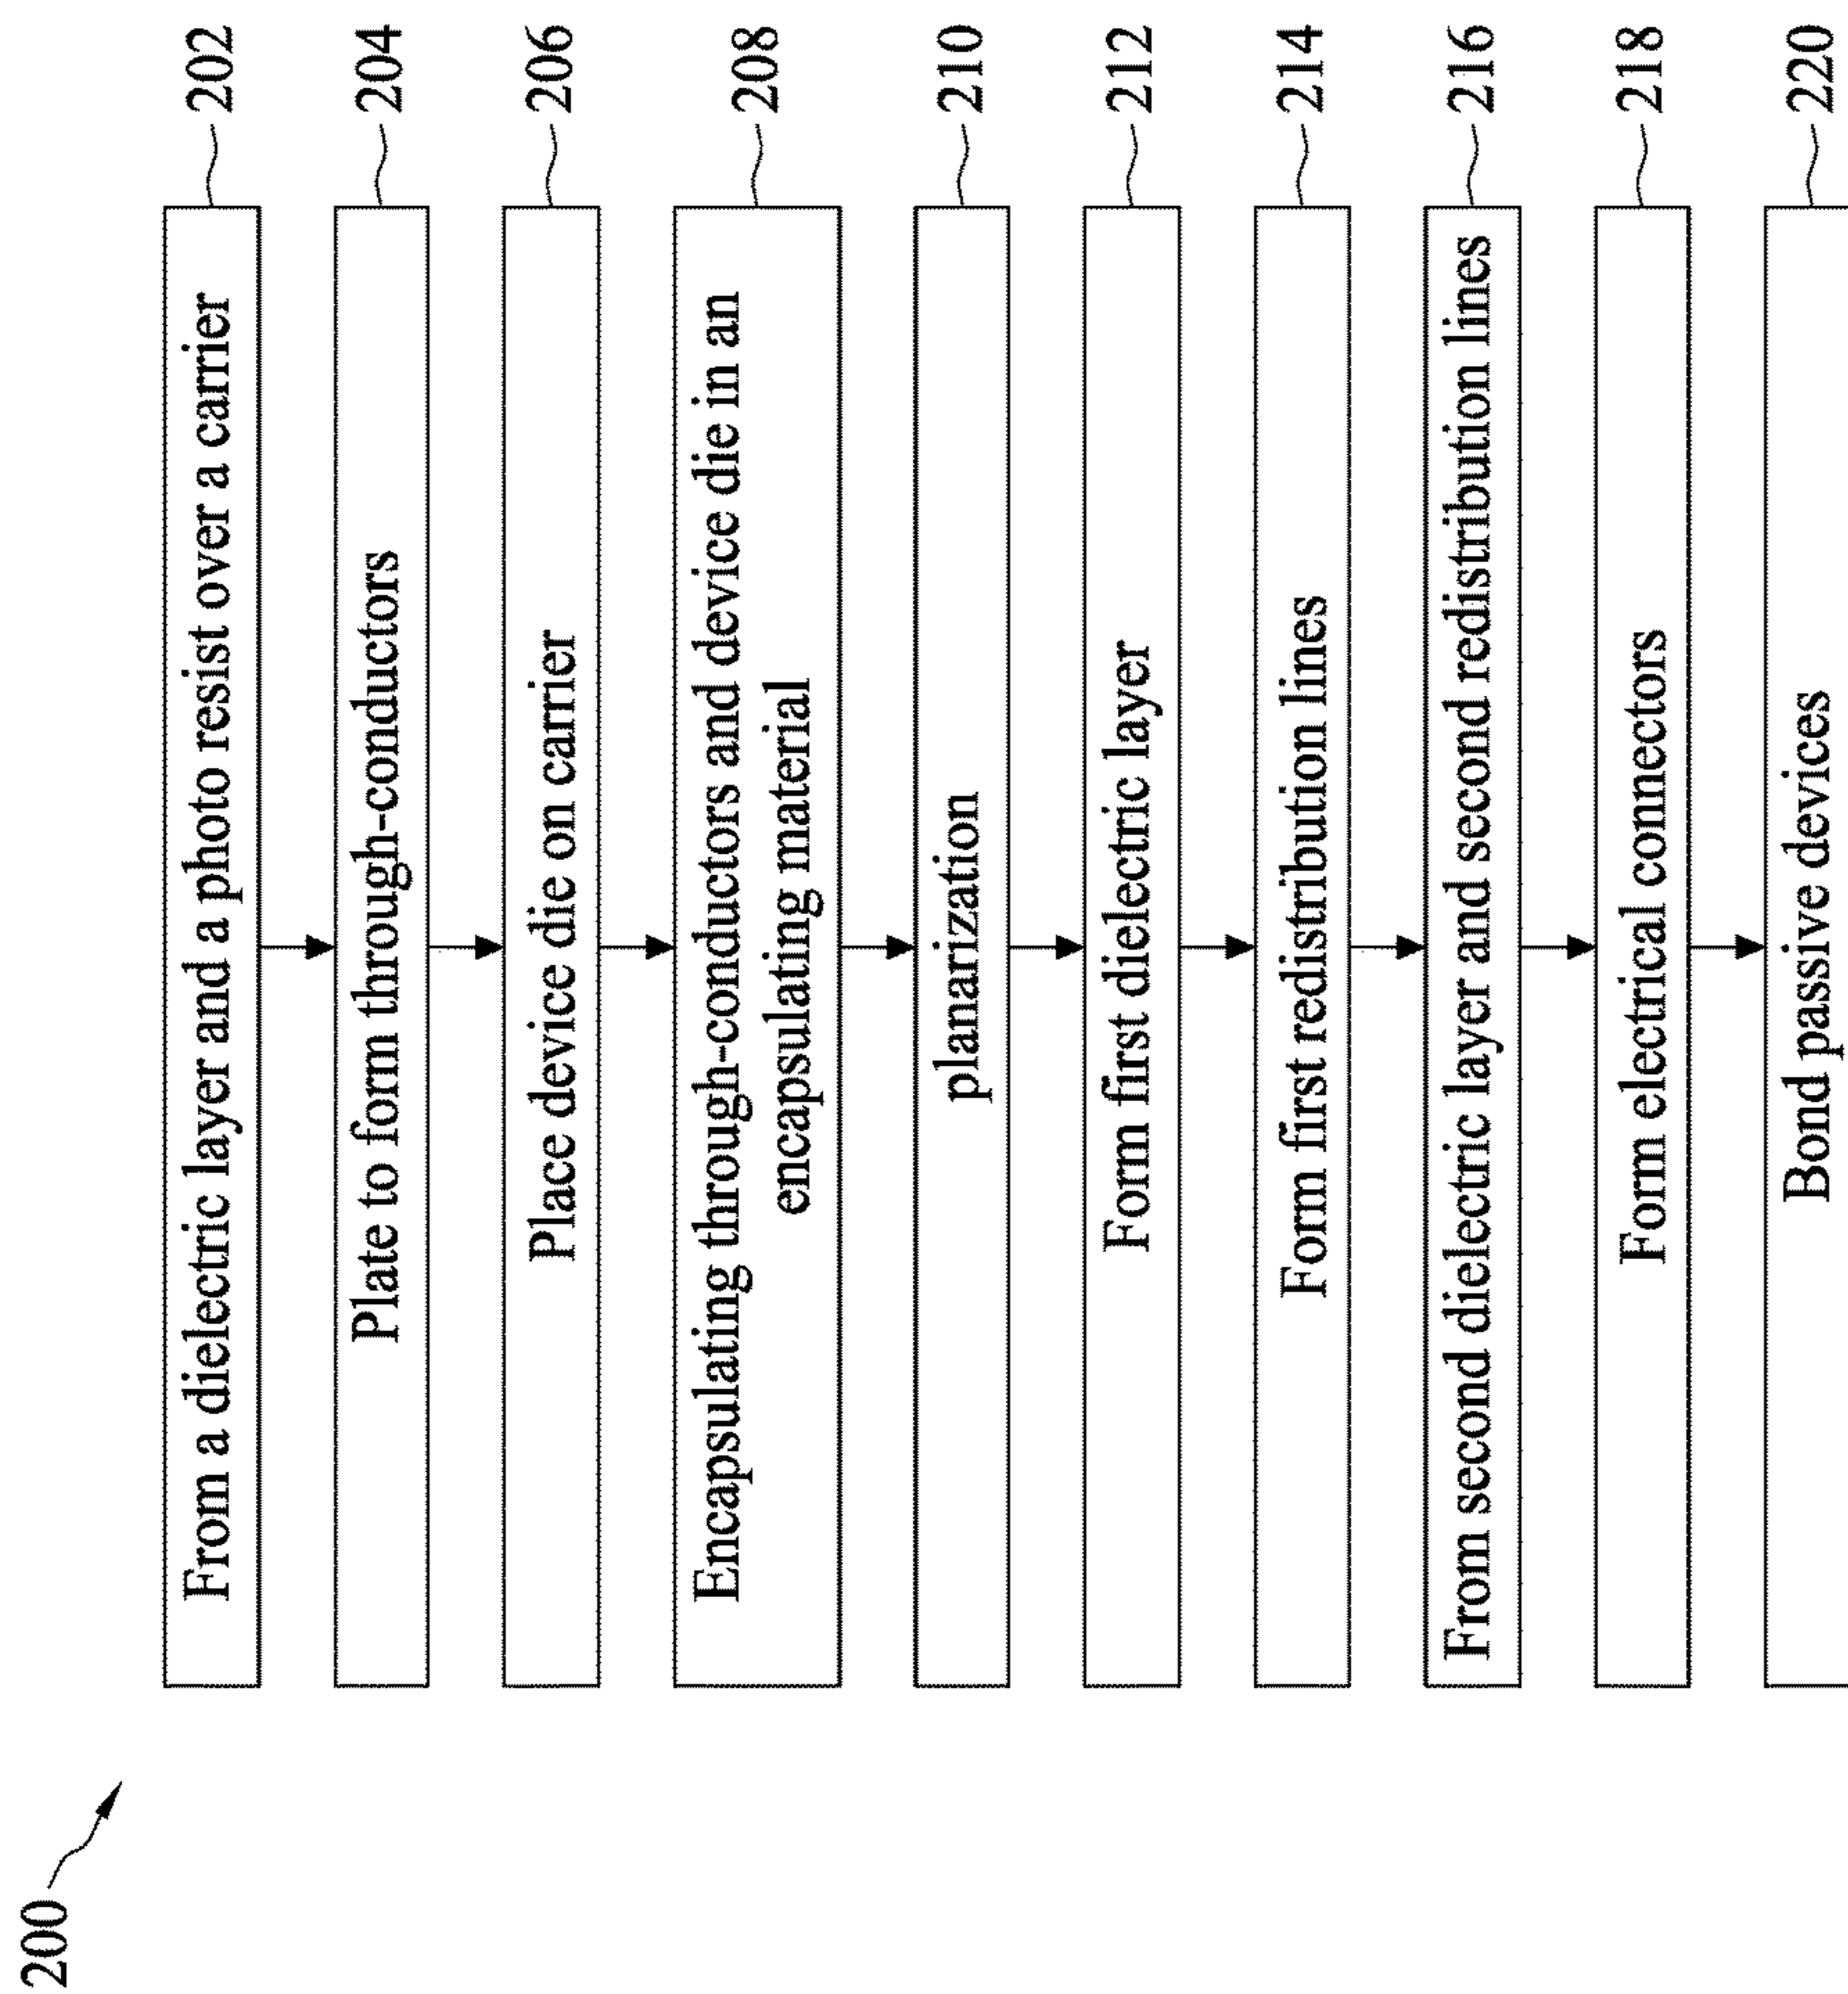 200
From a dielectric layer and a photo resist over a carrier
202
Plate to form through-conductors
204
Place device die on carrier
206
Encapsulating through-conductors and device die in an
encapsulating material
208
planarization
210
Form first dielectric layer
212
Form first redistribution lines
214
From second dielectric layer and second redistribution lines
216
Form electrical connectors
218
Bond passive devices
220